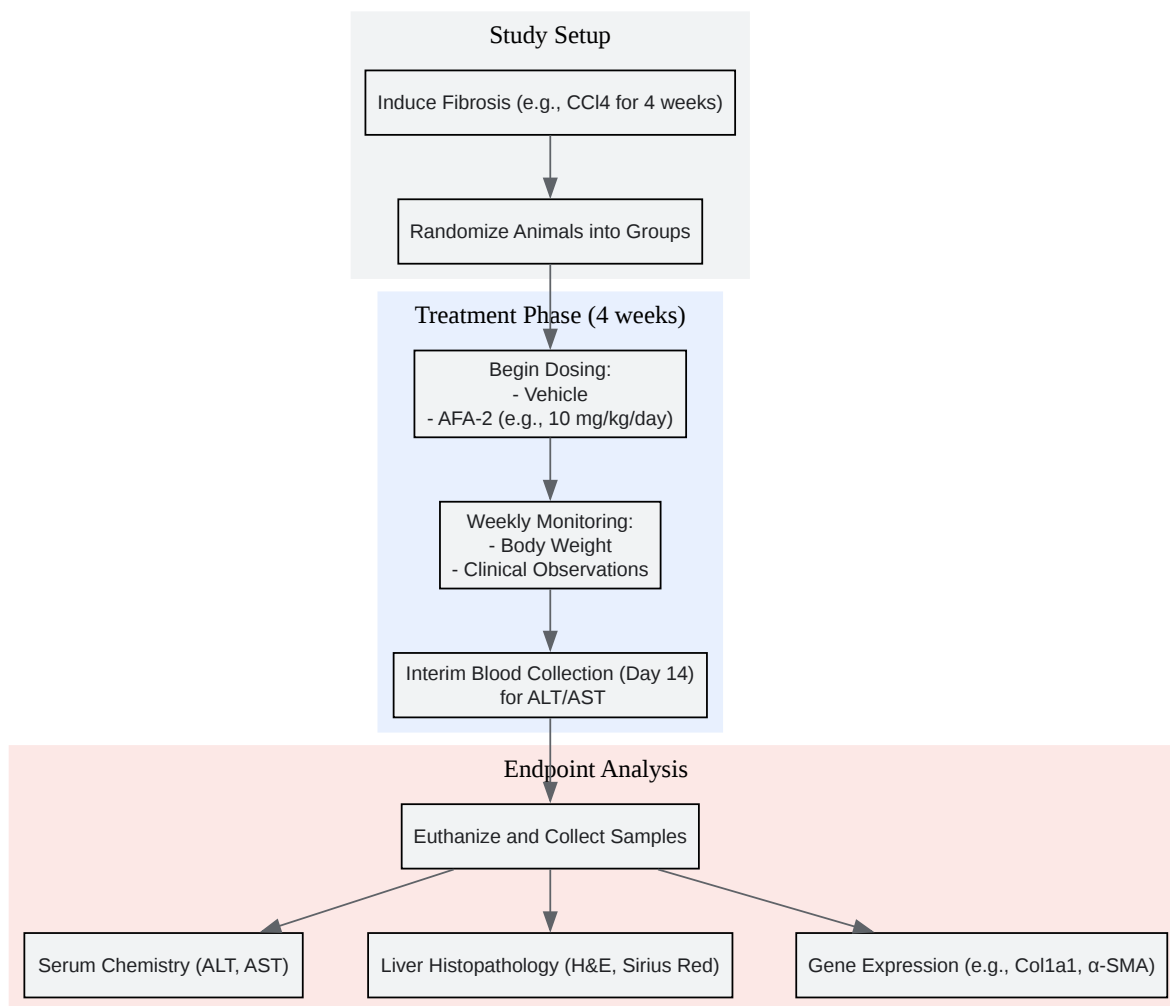 Study Setup
Induce Fibrosis (e.g., CCl4 for 4 weeks)
Randomize Animals into Groups
Treatment Phase (4 weeks)
Begin Dosing:
- Vehicle
- AFA-2 (e.g., 10 mg/kg/day)
Weekly Monitoring:
- Body Weight
- Clinical Observations
Interim Blood Collection (Day 14)
for ALT/AST
Endpoint Analysis
Euthanize and Collect Samples
Serum Chemistry (ALT, AST)
Liver Histopathology (H&E, Sirius Red)
Gene Expression (e.g., Col1a1, α-SMA)